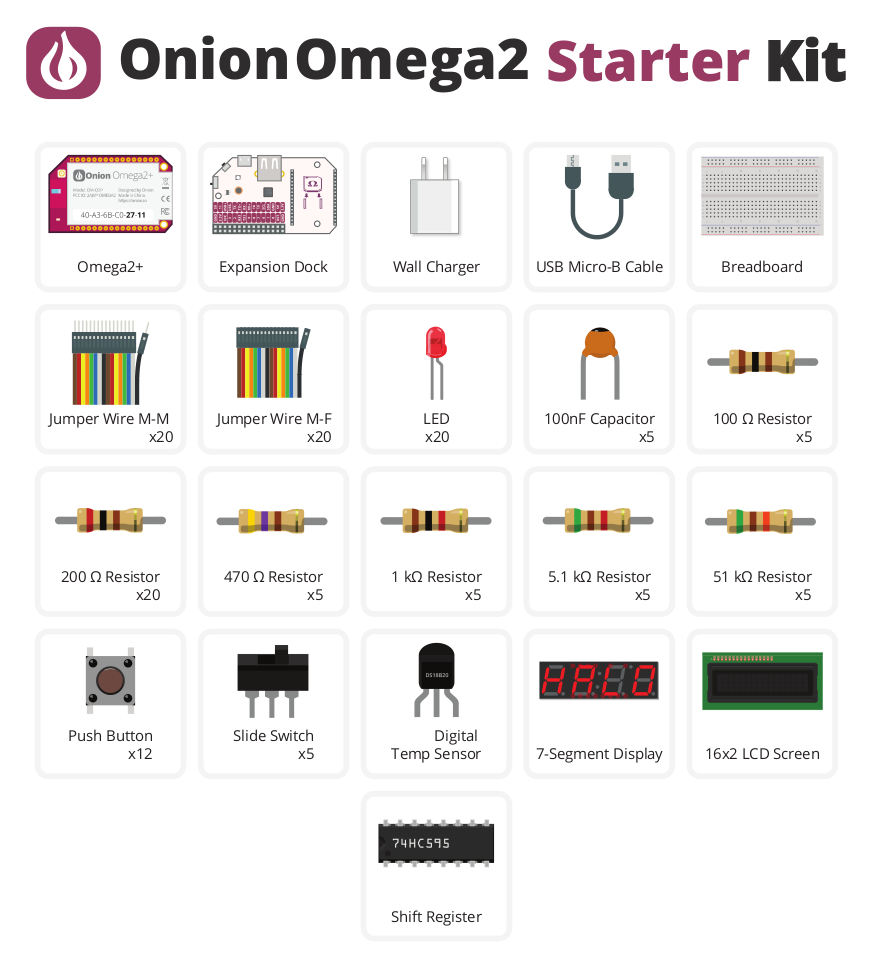 Onion Omega2 Starter Kit
Onion Omega2+
40-A3-6B-C0-27-11
Omega2+
Expansion Dock
Wall Charger
USB Micro-B Cable
Breadboard
Jumper Wire M-M
x20
Jumper Wire M-F
x20
LED
x20
100nF Capacitor
x5
100 Ω Resistor
x5
200 Ω Resistor
x20
470 Ω Resistor
x5
1 kΩ Resistor
x5
5.1 kΩ Resistor
x5
51 kΩ Resistor
x5
Push Button
x12
Slide Switch
x5
DS18B20
Digital
Temp Sensor
7-Segment Display
16x2 LCD Screen
74HC595
Shift Register